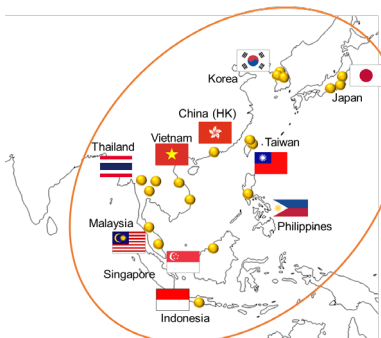 Korea
Japan
China (HK)
Vietnam
Taiwan
Thailand
Malaysia
Philippines
Singapore
Indonesia